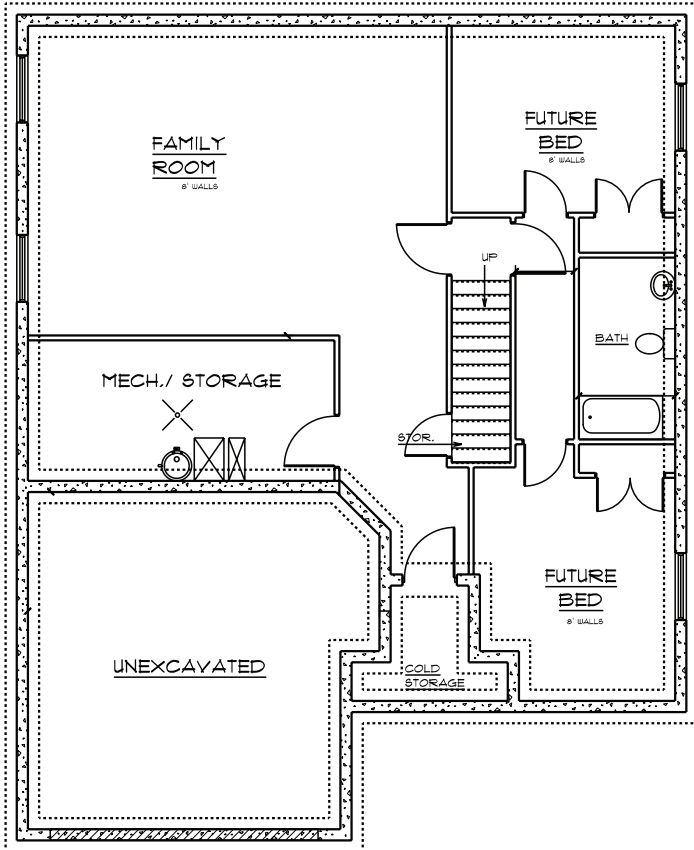 FUTURE
BED
8' WALLS
FAMILY
ROOM
8' WALLS
UP
BATH
MECH./ STORAGE
STOR.
FUTURE
BED
8' WALLS
UNEXCAVATED
COLD
STORAGE